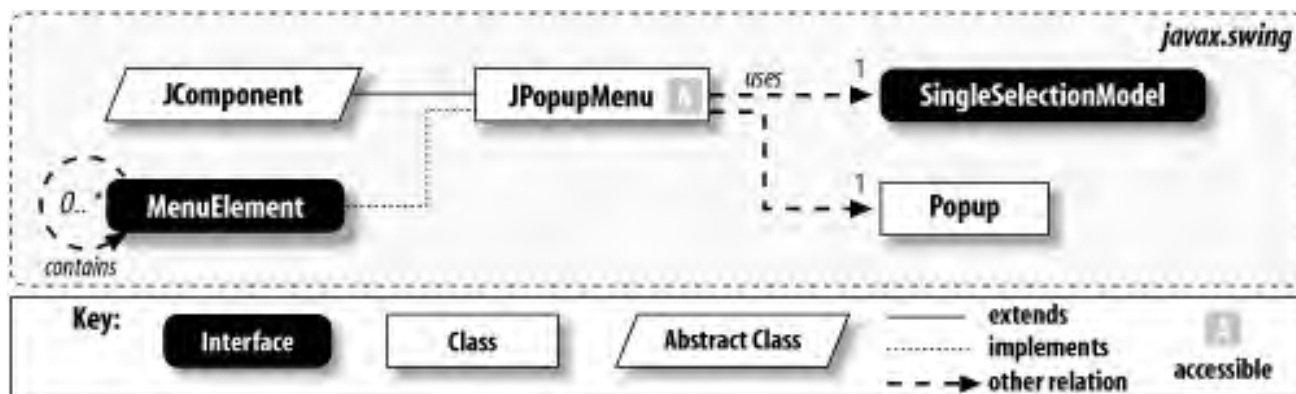 javax.swing
JComponent
JPopupMenu A
uses
1
SingleSelectionModel
0..*
MenuElement
contains
1
Popup
Key:
Interface
Class
Abstract Class
extends
implements
other relation
A
accessible